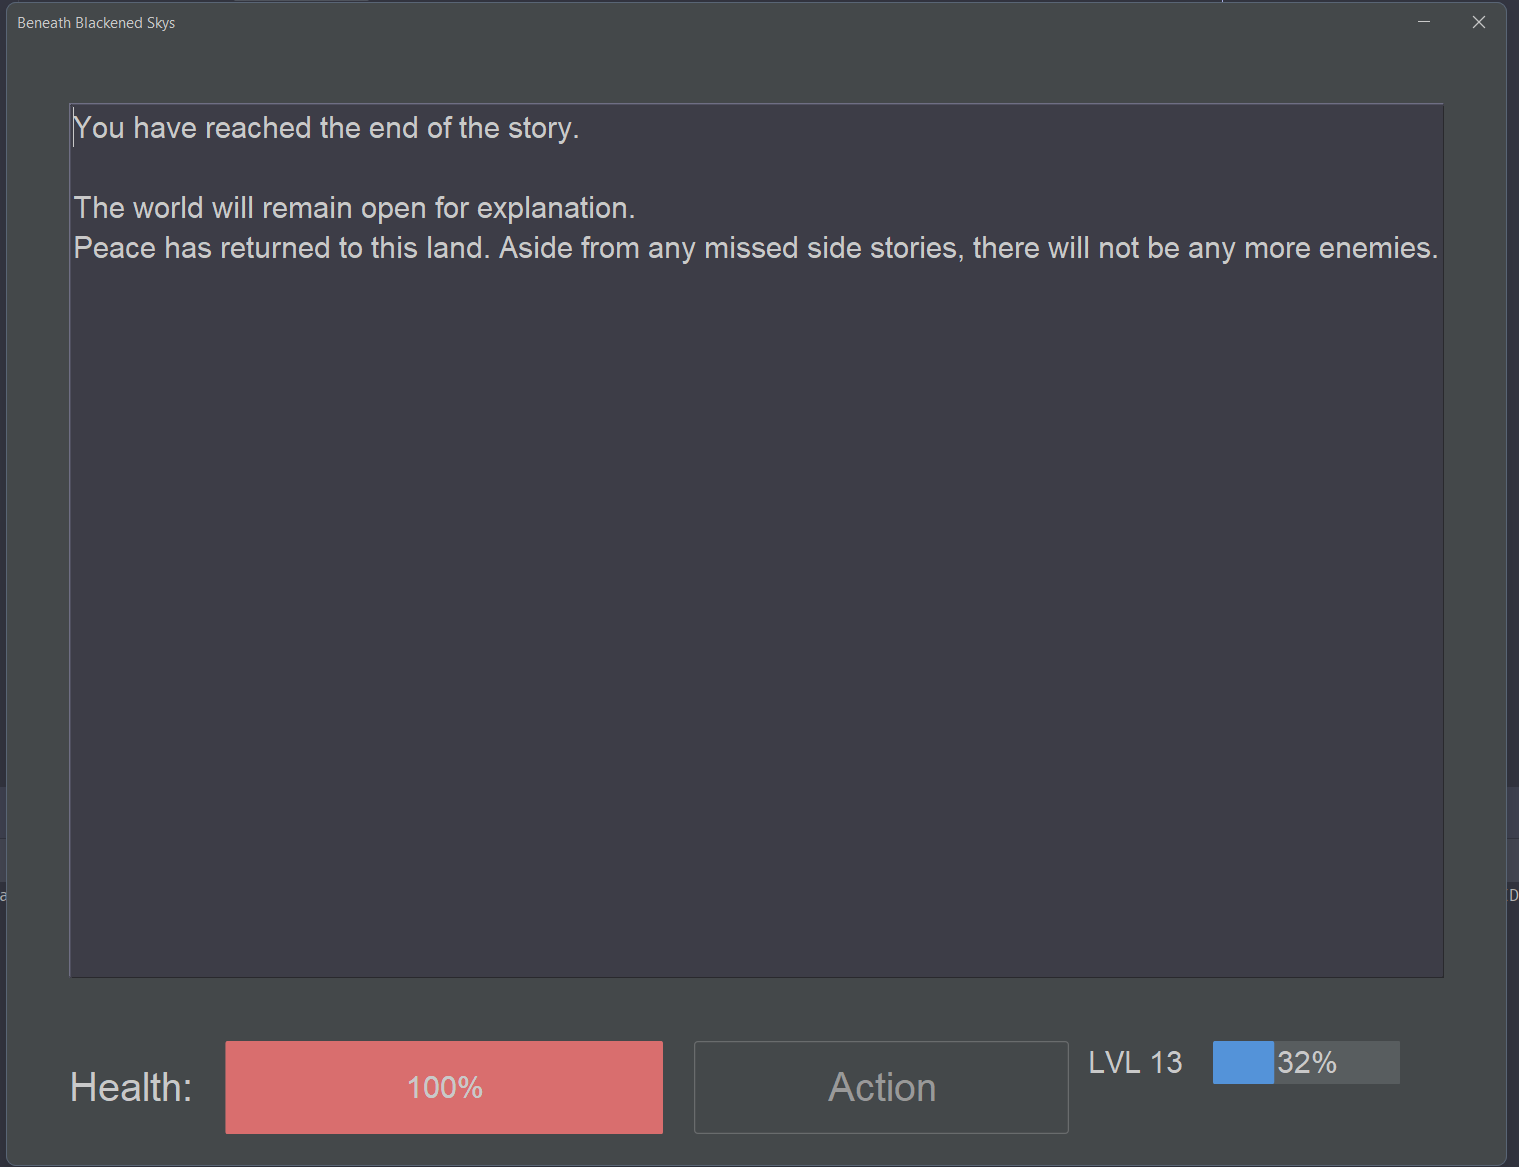 Beneath Blackened Skys
You have reached the end of the story.
The world will remain open for explanation.
Peace has returned to this land. Aside from any missed side stories, there will not be any more enemies.
a
D
Health:
100%
Action
LVL 13
32%